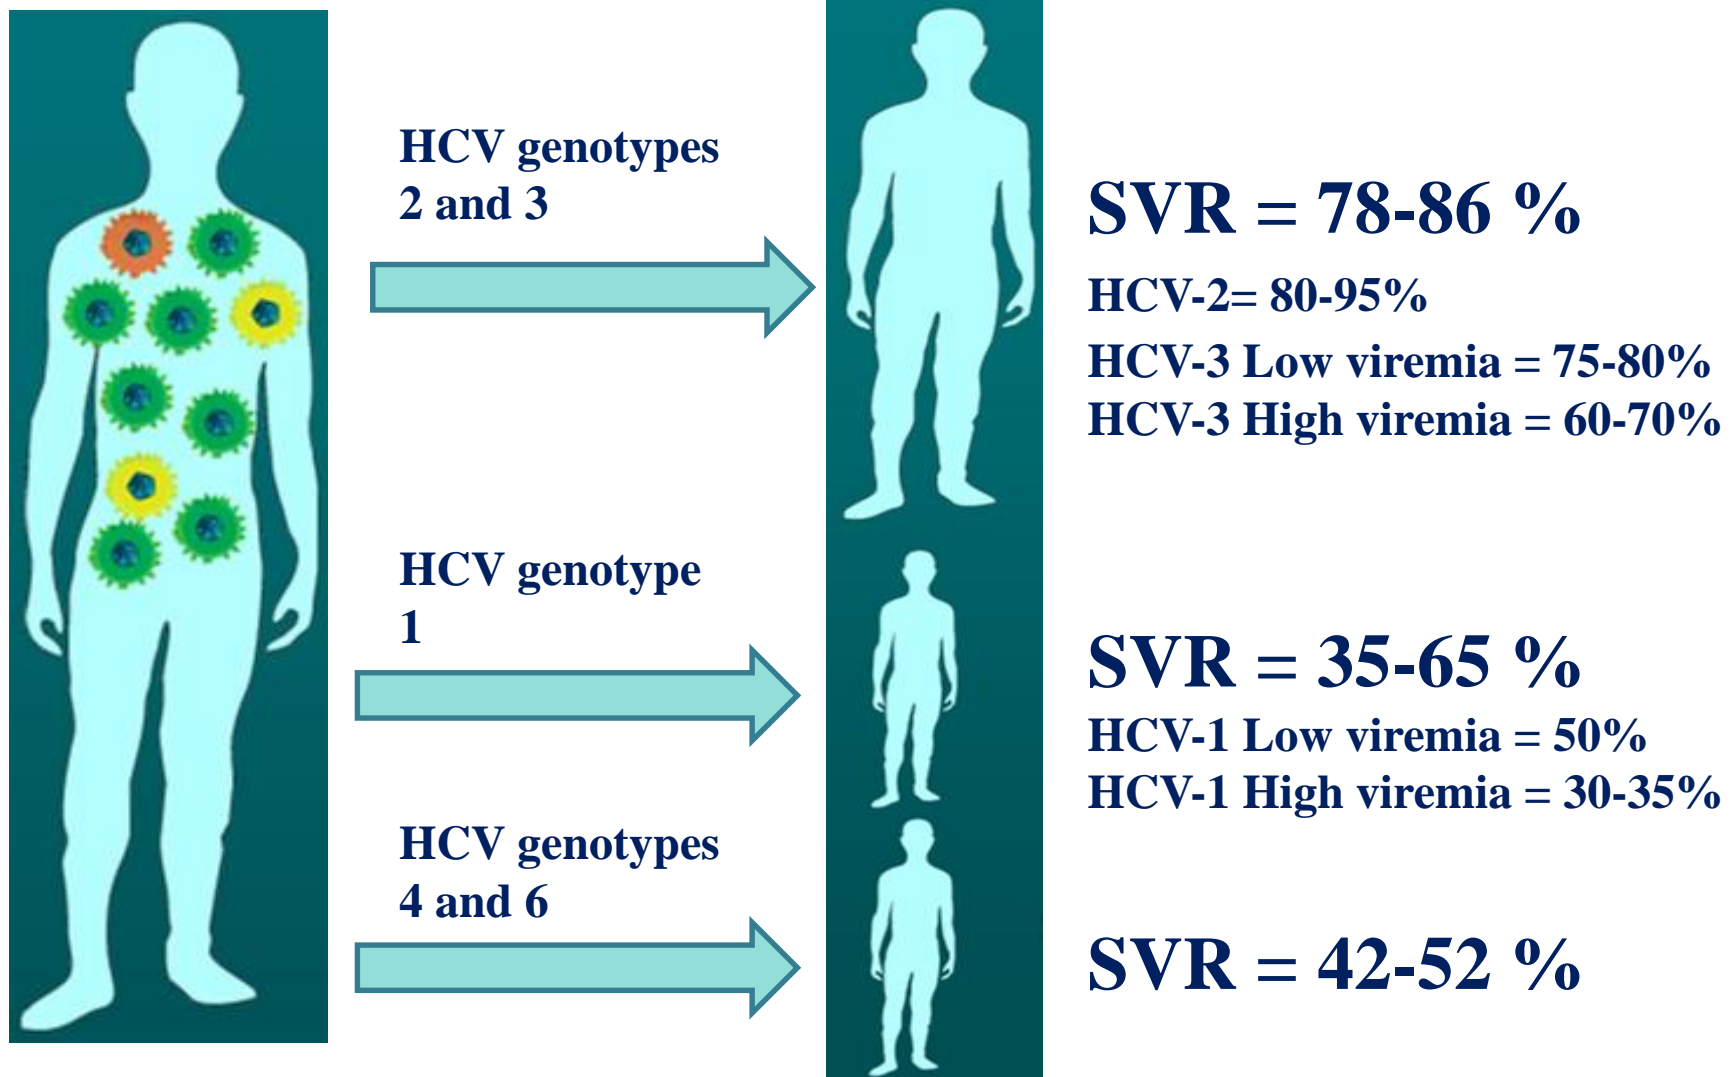 HCV genotypes
2 and 3
SVR = 78-86 %
HCV-2= 80-95%
HCV-3 Low viremia = 75-80%
HCV-3 High viremia = 60-70%
HCV genotype
1
SVR = 35-65 %
HCV-1 Low viremia = 50%
HCV-1 High viremia = 30-35%
HCV genotypes
4 and 6
SVR = 42-52 %